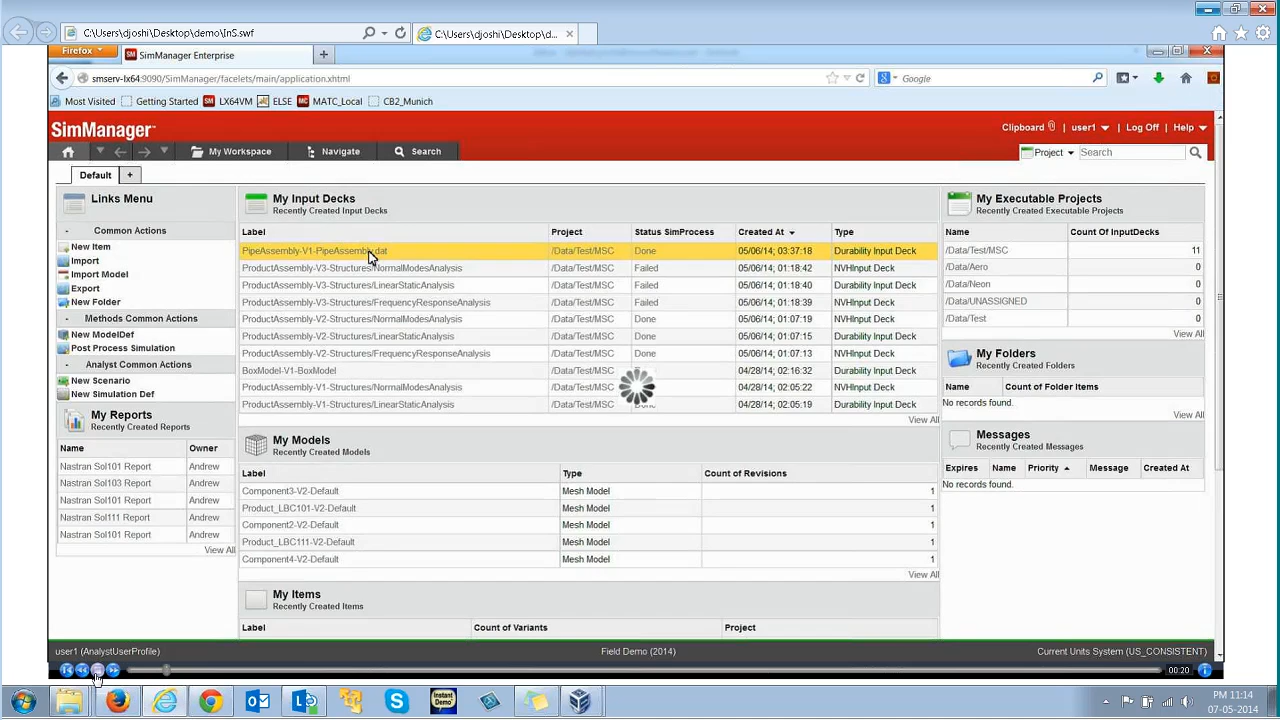 C:\Users\djoshi\Desktop\demo\InS.swf
C:\Users\djoshi\Desktop\d...
Firefox
SimManager Enterprise
smserv-lx64:9090/SimManager/facelets/main/application.xhtml
Google
Most Visited Getting Started LX64VM ELSE MATC_Local CB2_Munich
SimManager
Clipboard user1 Log Off Help
My Workspace Navigate Search
Project Search
Default +
Links Menu
- Common Actions
New Item
Import
Import Model
Export
New Folder
- Methods Common Actions
New ModelDef
Post Process Simulation
- Analyst Common Actions
New Scenario
New Simulation Def
My Reports
Recently Created Reports
Name Owner
Nastran Sol101 Report Andrew
Nastran Sol103 Report Andrew
Nastran Sol101 Report Andrew
Nastran Sol111 Report Andrew
Nastran Sol101 Report Andrew
View All
My Input Decks
Recently Created Input Decks
Label Project Status SimProcess Created At Type
PipeAssembly-V1-PipeAssembly.dat /Data/Test/MSC Done 05/06/14; 03:37:18 Durability Input Deck
ProductAssembly-V3-Structures/NormalModesAnalysis /Data/Test/MSC Failed 05/06/14; 01:18:42 NVHInput Deck
ProductAssembly-V3-Structures/LinearStaticAnalysis /Data/Test/MSC Failed 05/06/14; 01:18:40 Durability Input Deck
ProductAssembly-V3-Structures/FrequencyResponseAnalysis /Data/Test/MSC Failed 05/06/14; 01:18:39 NVHInput Deck
ProductAssembly-V2-Structures/NormalModesAnalysis /Data/Test/MSC Done 05/06/14; 01:07:19 NVHInput Deck
ProductAssembly-V2-Structures/LinearStaticAnalysis /Data/Test/MSC Done 05/06/14; 01:07:15 Durability Input Deck
ProductAssembly-V2-Structures/FrequencyResponseAnalysis /Data/Test/MSC Done 05/06/14; 01:07:13 NVHInput Deck
BoxModel-V1-BoxModel /Data/Test/MSC 04/28/14; 02:16:32 Durability Input Deck
ProductAssembly-V1-Structures/NormalModesAnalysis /Data/Test/MSC 04/28/14; 02:05:22 NVHInput Deck
ProductAssembly-V1-Structures/LinearStaticAnalysis /Data/Test/MSC Done 04/28/14; 02:05:19 Durability Input Deck
View All
My Models
Recently Created Models
Label Type Count of Revisions
Component3-V2-Default Mesh Model 1
Product_LBC101-V2-Default Mesh Model 1
Component2-V2-Default Mesh Model 1
Product_LBC111-V2-Default Mesh Model 1
Component4-V2-Default Mesh Model 1
View All
My Items
Recently Created Items
Label Count of Variants Project
My Executable Projects
Recently Created Executable Projects
Name Count Of InputDecks
/Data/Test/MSC 11
/Data/Aero 0
/Data/Neon 0
/Data/UNASSIGNED 0
/Data/Test 0
View All
My Folders
Recently Created Folders
Name Count of Folder Items
No records found.
View All
Messages
Recently Created Messages
Expires Name Priority Message Created At
No records found.
user1 (AnalystUserProfile) Field Demo (2014) Current Units System (US_CONSISTENT)
00:20
Instant
Demo
PM 11:14
07-05-2014